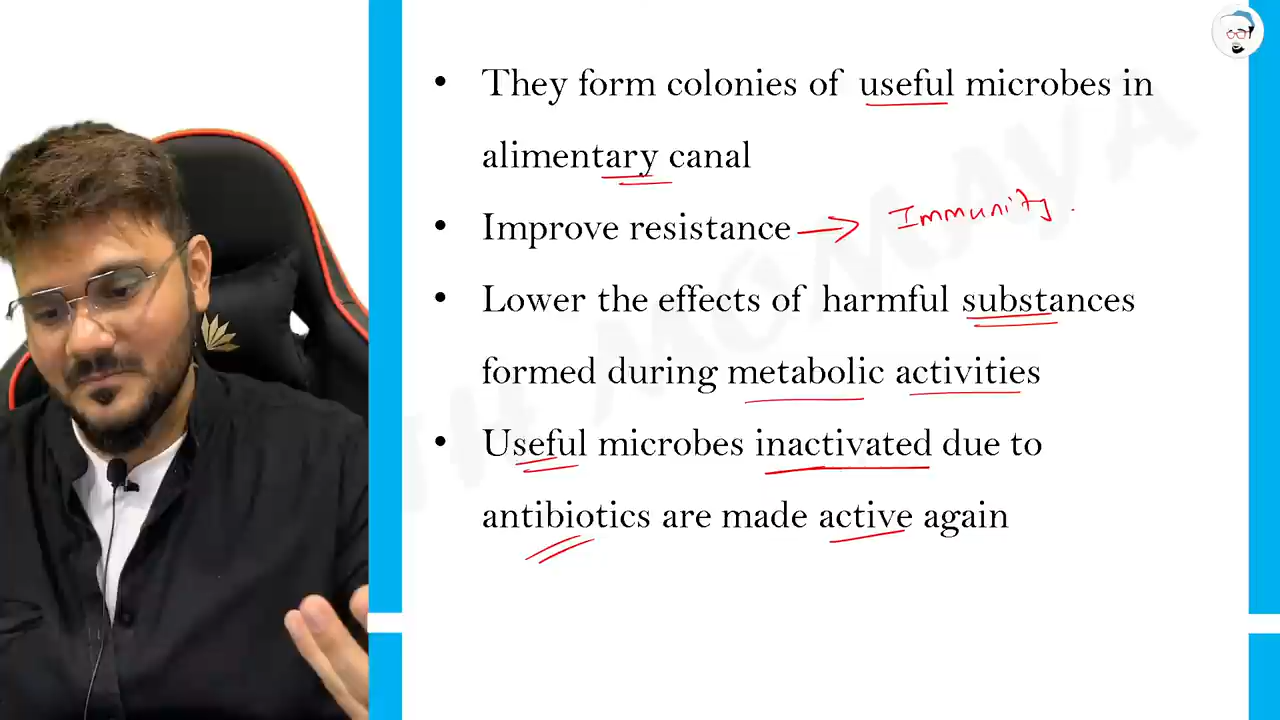 • They form colonies of useful microbes in
alimentary canal
• Improve resistance → Immunity.
• Lower the effects of harmful substances
formed during metabolic activities
• Useful microbes inactivated due to
antibiotics are made active again